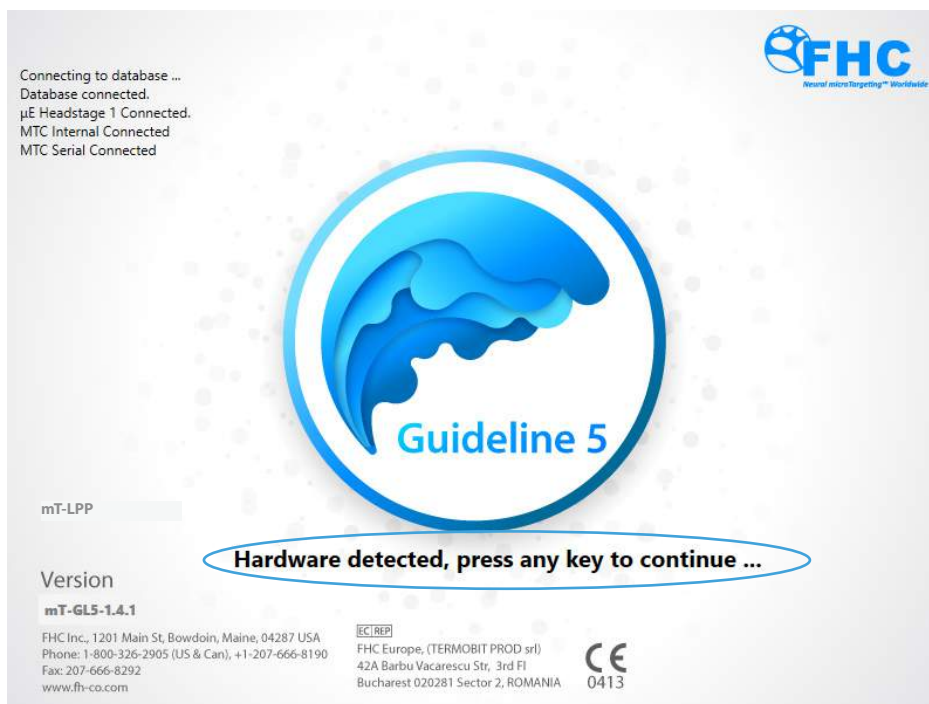 FHC
Neural microTargeting™ Worldwide
Connecting to database ...
Database connected.
µE Headstage 1 Connected.
MTC Internal Connected
MTC Serial Connected
Guideline 5
mT-LPP
Hardware detected, press any key to continue ...
Version
mT-GL5-1.4.1
FHC Inc., 1201 Main St, Bowdoin, Maine, 04287 USA
Phone: 1-800-326-2905 (US & Can), +1-207-666-8190
Fax: 207-666-8292
www.fh-co.com
EC REP
FHC Europe, (TERMOBIT PROD srl)
42A Barbu Vacarescu Str, 3rd Fl
Bucharest 020281 Sector 2, ROMANIA
CE
0413